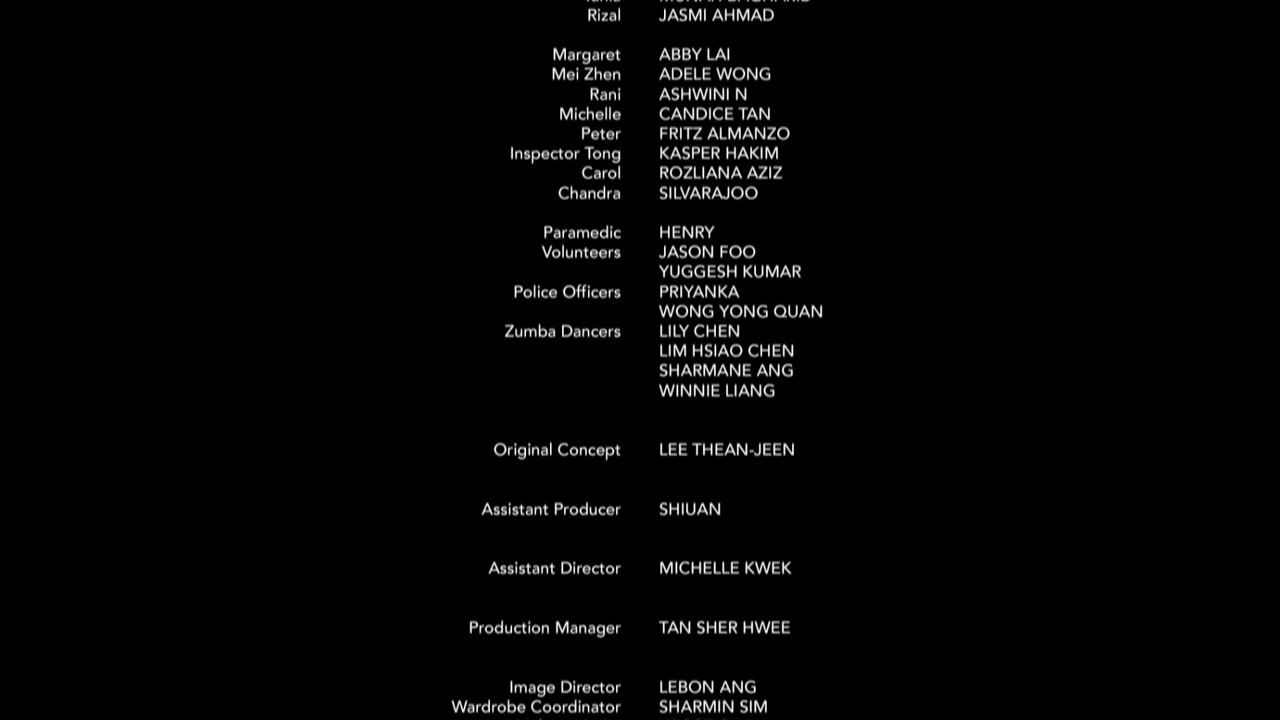 Rizal JASMI AHMAD
Margaret ABBY LAI
Mei Zhen ADELE WONG
Rani ASHWINI N
Michelle CANDICE TAN
Peter FRITZ ALMANZO
Inspector Tong KASPER HAKIM
Carol ROZLIANA AZIZ
Chandra SILVARAJOO
Paramedic HENRY
Volunteers JASON FOO
YUGGESH KUMAR
Police Officers PRIYANKA
WONG YONG QUAN
Zumba Dancers LILY CHEN
LIM HSIAO CHEN
SHARMANE ANG
WINNIE LIANG
Original Concept LEE THEAN-JEEN
Assistant Producer SHIUAN
Assistant Director MICHELLE KWEK
Production Manager TAN SHER HWEE
Image Director LEBON ANG
Wardrobe Coordinator SHARMIN SIM